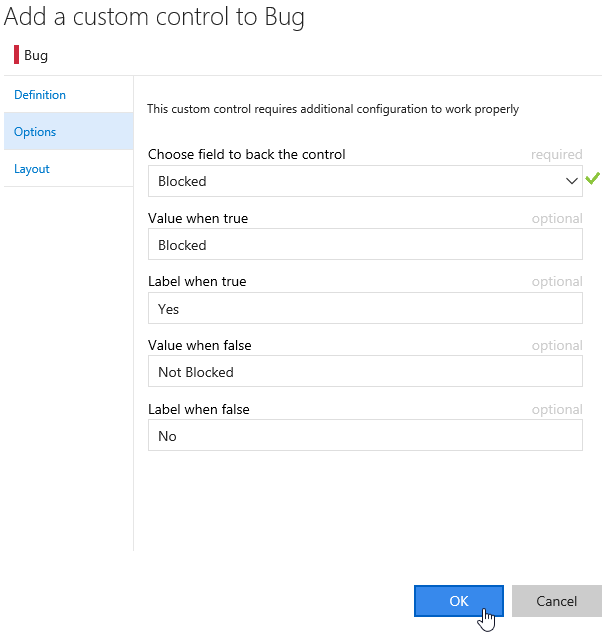 Add a custom control to Bug
Bug
Definition
Options
Layout
This custom control requires additional configuration to work properly
Choose field to back the control required
Blocked
Value when true optional
Blocked
Label when true optional
Yes
Value when false optional
Not Blocked
Label when false optional
No
OK Cancel